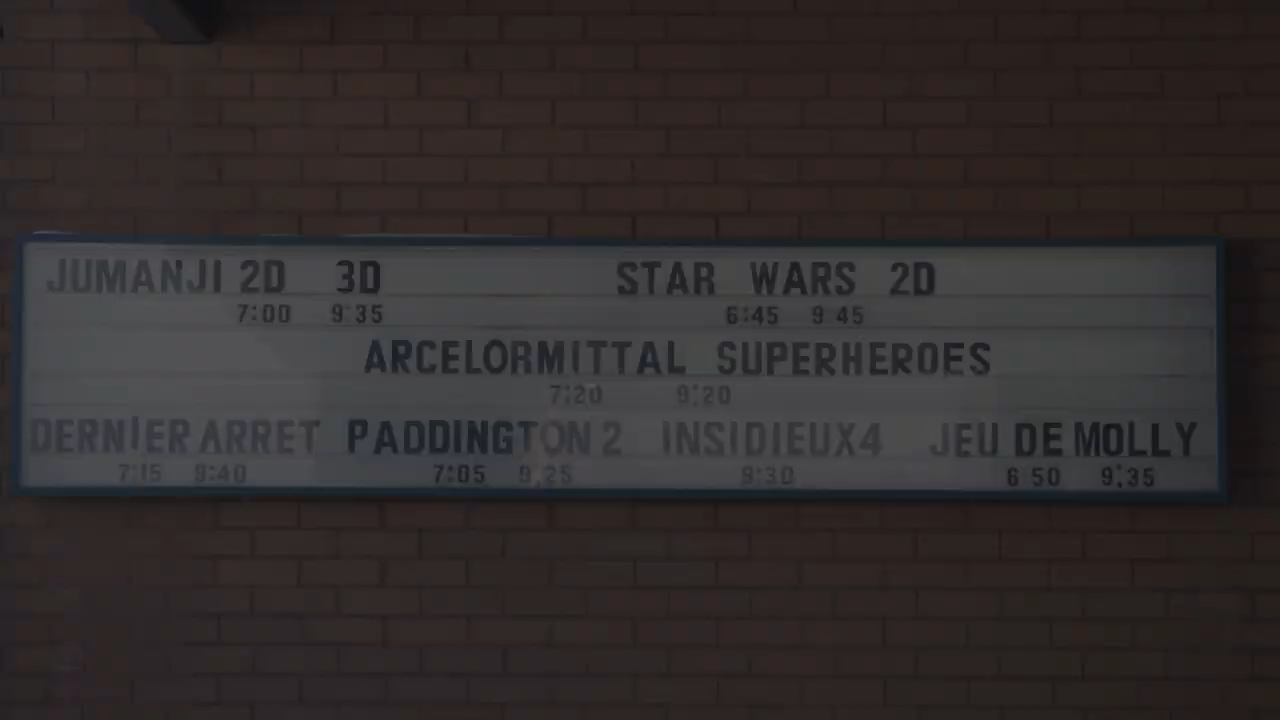 JUMANJI 2D 3D STAR WARS 2D
7:00 9:35 6:45 9 45
ARCELORMITTAL SUPERHEROES
7:20 9:20
DERNIER ARRET PADDINGTON 2 INSIDIEUX4 JEU DE MOLLY
7:15 9:40 7:05 9:25 9:30 6 50 9:35